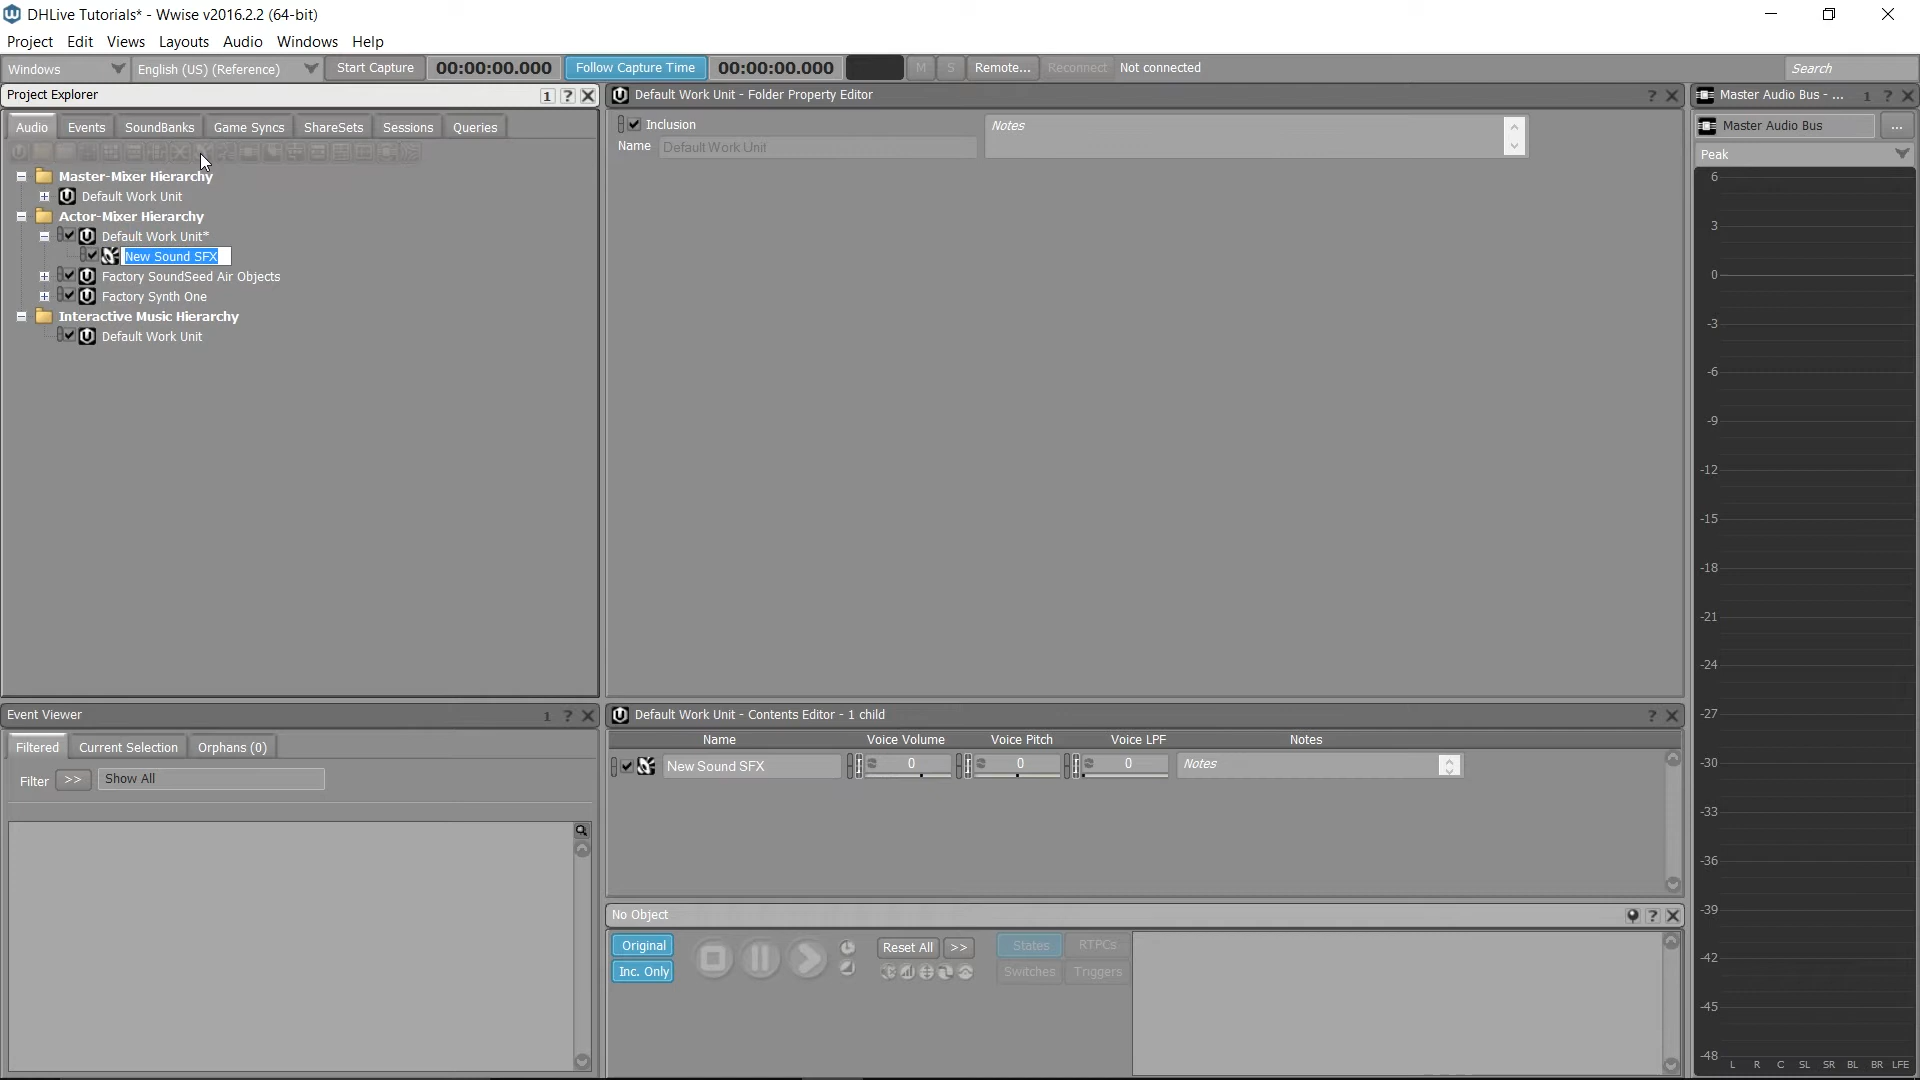 DHLive Tutorials* - Wwise v2016.2.2 (64-bit)
Project Edit Views Layouts Audio Windows Help
Windows English (US) (Reference) Start Capture 00:00:00.000 Follow Capture Time 00:00:00.000 M S Remote... Reconnect Not connected Search
Project Explorer 1 ?
Default Work Unit - Folder Property Editor ?
Master Audio Bus - ... 1 ?
Audio Events SoundBanks Game Syncs ShareSets Sessions Queries
Inclusion
Notes
Name Default Work Unit
Master Audio Bus ...
Peak
Master-Mixer Hierarchy
Default Work Unit
Actor-Mixer Hierarchy
Default Work Unit*
New Sound SFX
Factory SoundSeed Air Objects
Factory Synth One
Interactive Music Hierarchy
Default Work Unit
6
3
0
-3
-6
-9
-12
-15
-18
-21
-24
-27
-30
-33
-36
-39
-42
-45
-48
L R C SL SR BL BR LFE
Event Viewer 1 ?
Filtered Current Selection Orphans (0)
Filter >> Show All
Default Work Unit - Contents Editor - 1 child ?
Name Voice Volume Voice Pitch Voice LPF Notes
New Sound SFX 0 0 0 Notes
No Object ?
Original Reset All >> States RTPCs
Inc. Only Switches Triggers